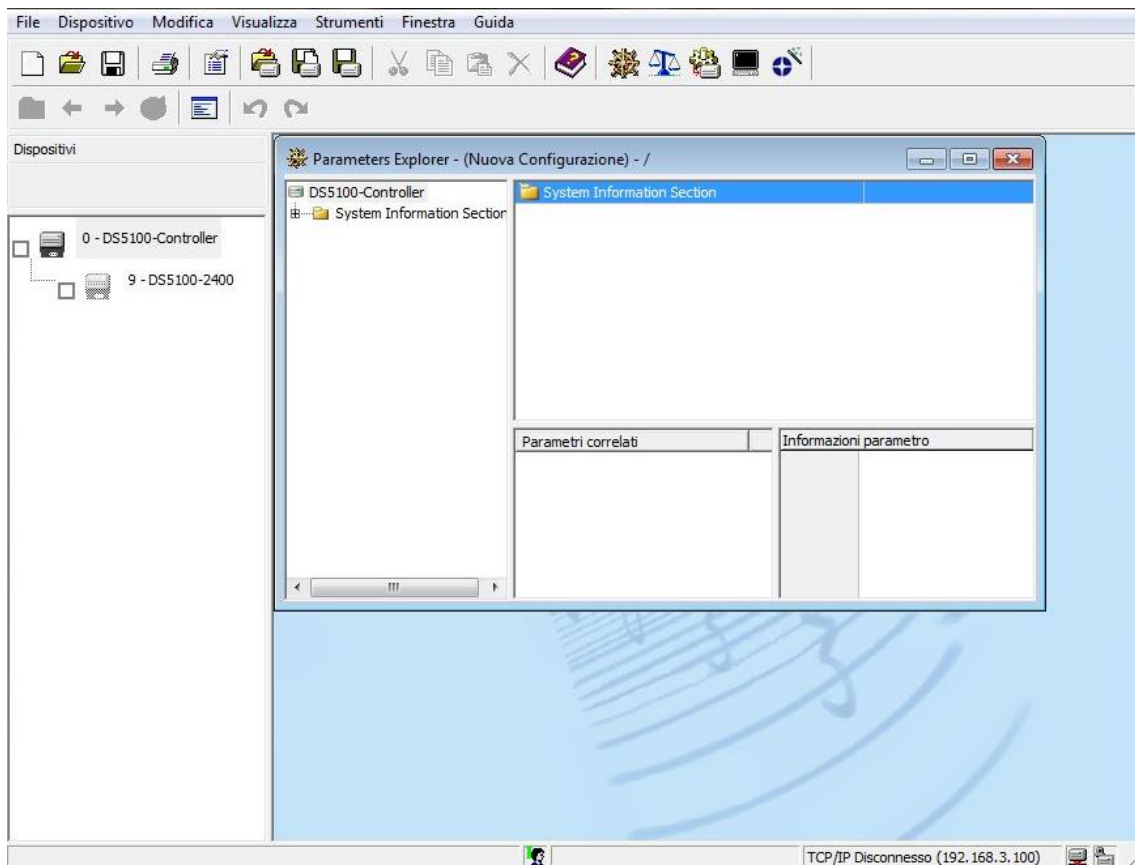 File Dispositivo Modifica Visualizza Strumenti Finestra Guida
Dispositivi
Parameters Explorer - (Nuova Configurazione) - /
DS5100-Controller
System Information Section
System Information Section
0 - DS5100-Controller
9 - DS5100-2400
Parametri correlati
Informazioni parametro
TCP/IP Disconnesso (192.168.3.100)